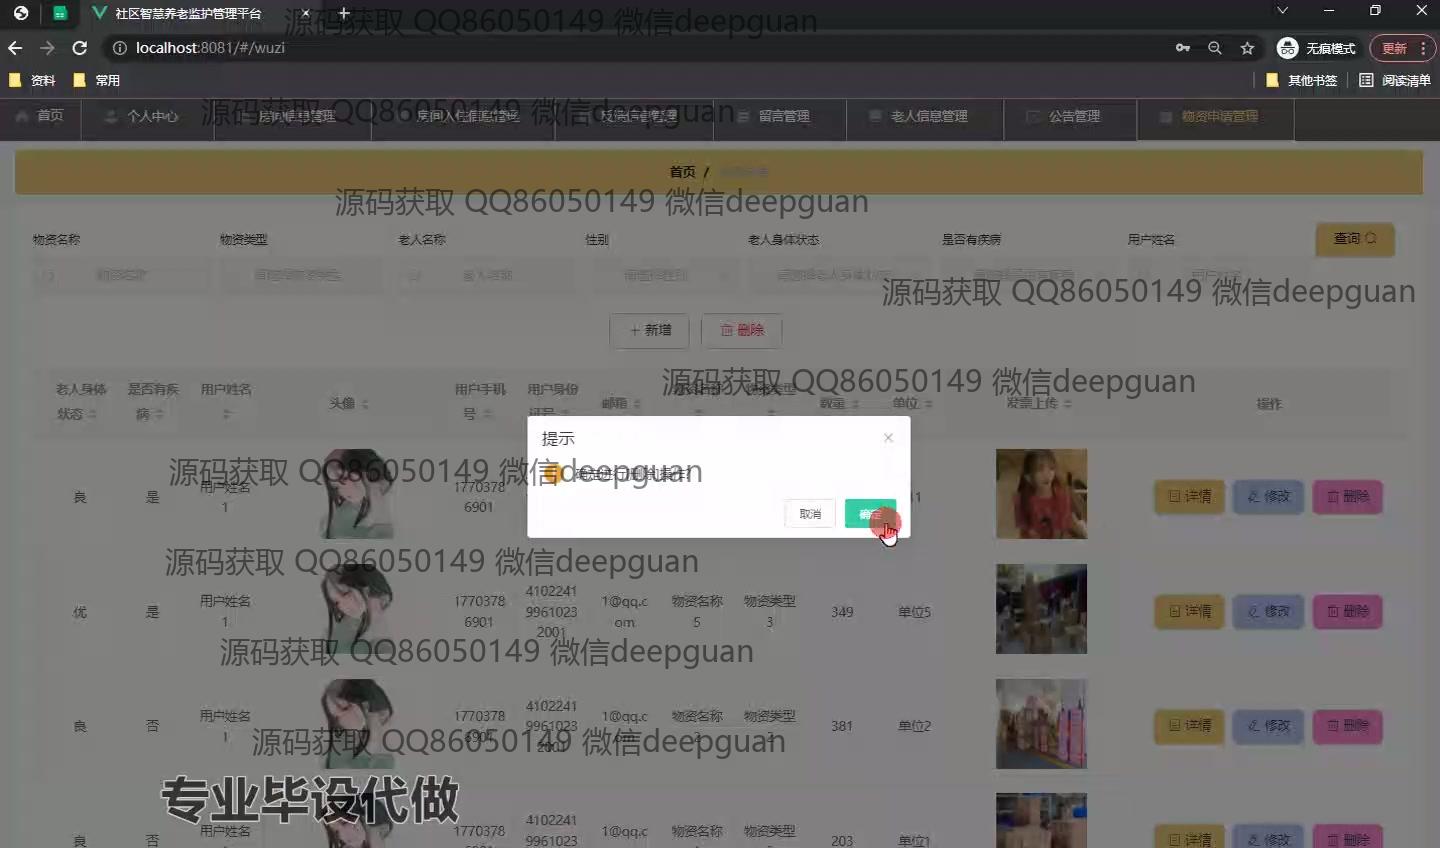 社区智慧养老监护管理平台
源码获取 QQ86050149 微信deepguan
localhost:8081/#/wuzi
无痕模式
更新
资料
常用
其他书签
阅读清单
首页
个人中心
源码获取 QQ86050149 微信deepguan
留言管理
老人信息管理
公告管理
物资申请管理
首页 /
源码获取 QQ86050149 微信deepguan
物资名称
物资类型
老人名称
性别
老人身体状态
是否有疾病
用户姓名
查询
源码获取 QQ86050149 微信deepguan
+ 新增
删除
源码获取 QQ86050149 微信deepguan
老人身体状态
是否有疾病
用户姓名
头像
用户手机号
用户身份证号
邮箱
数量
单位
发票上传
操作
提示
确定进行[删除]操作?
取消
确定
源码获取 QQ86050149 微信deepguan
良
是
用户姓名1
17703786901
详情
修改
删除
源码获取 QQ86050149 微信deepguan
优
是
用户姓名1
17703786901
410224199610232001
1@qq.com
物资名称5
物资类型3
349
单位5
详情
修改
删除
源码获取 QQ86050149 微信deepguan
良
否
用户姓名1
17703786901
410224199610232001
1@qq.com
物资名称
物资类型
381
单位2
详情
修改
删除
源码获取 QQ86050149 微信deepguan
专业毕设代做
良
否
用户姓名
1770378
4102241
9961023
1@qq.c
物资名称
物资类型
203
单位1
详情
修改
删除